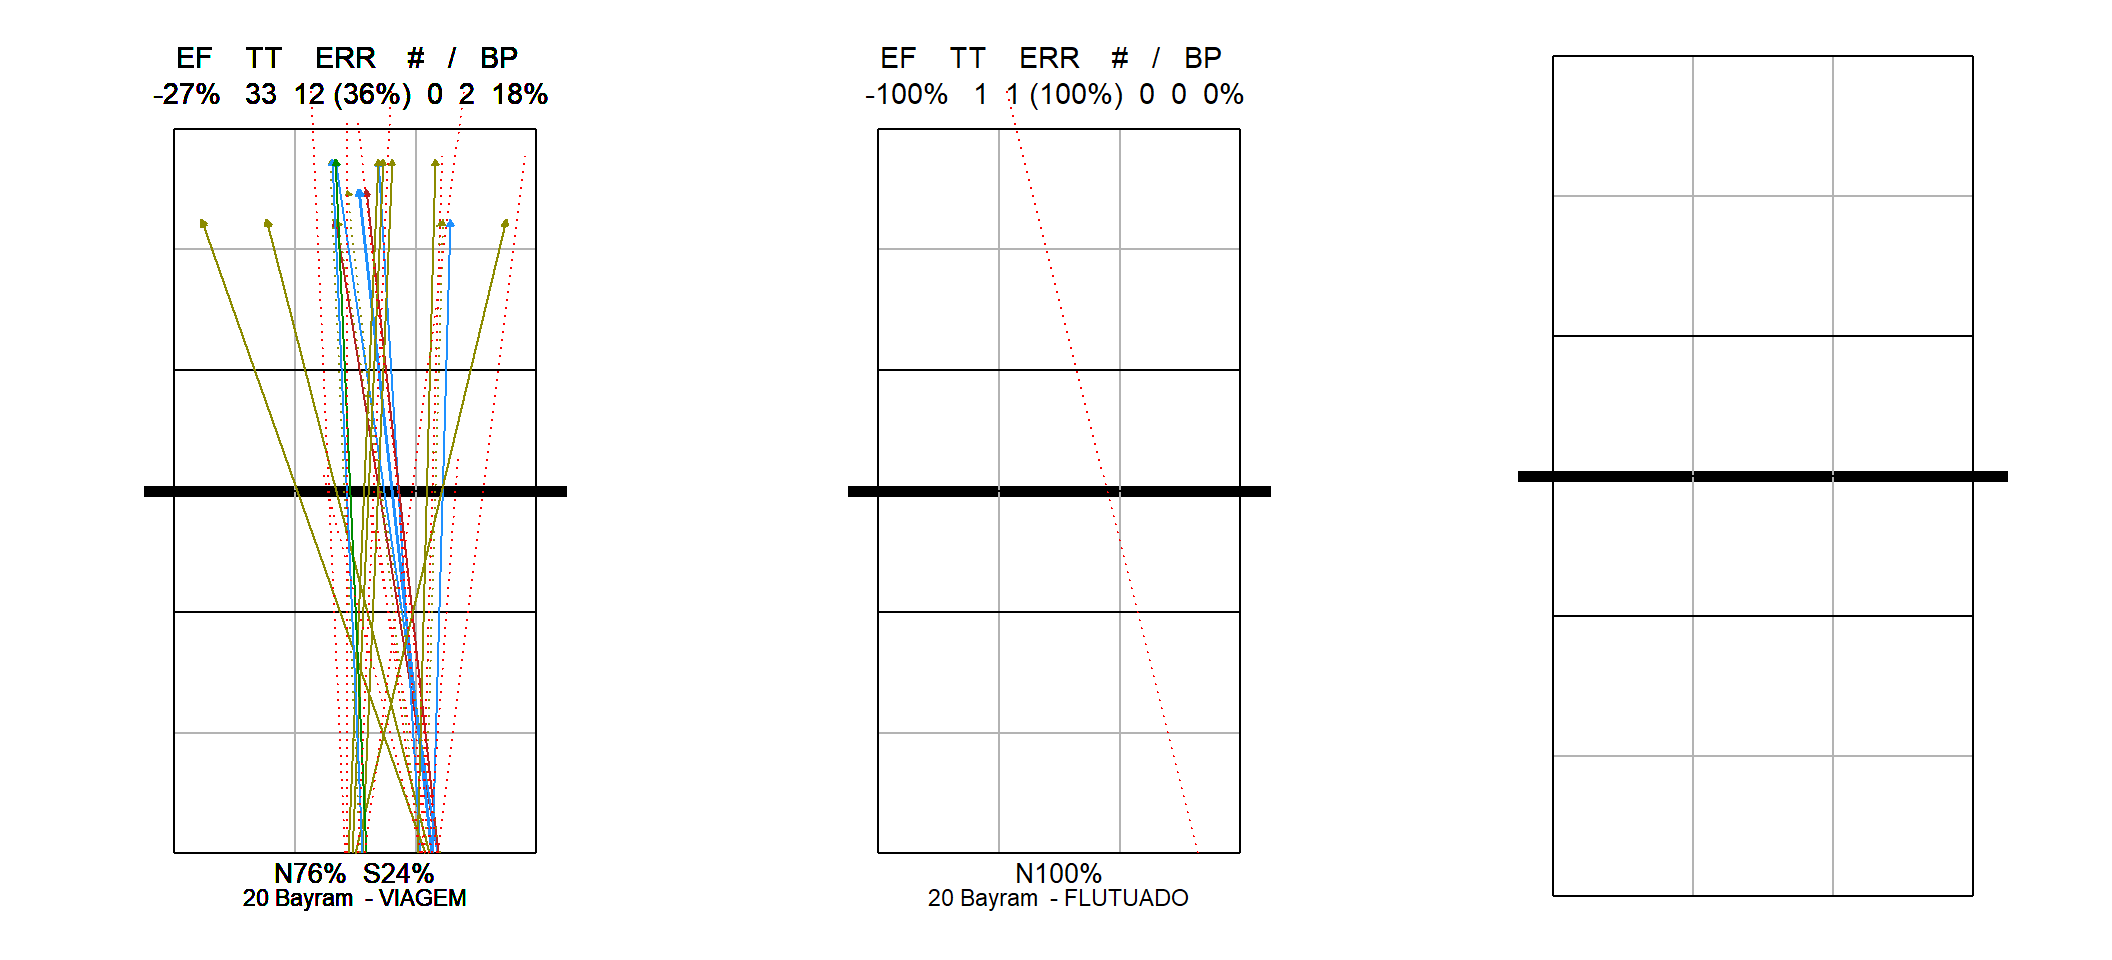 EF TT ERR # / BP
-27% 33 12 (36%) 0 2 18%
N76% S24%
20 Bayram - VIAGEM
EF TT ERR # / BP
-100% 1 1 (100%) 0 0 0%
N100%
20 Bayram - FLUTUADO